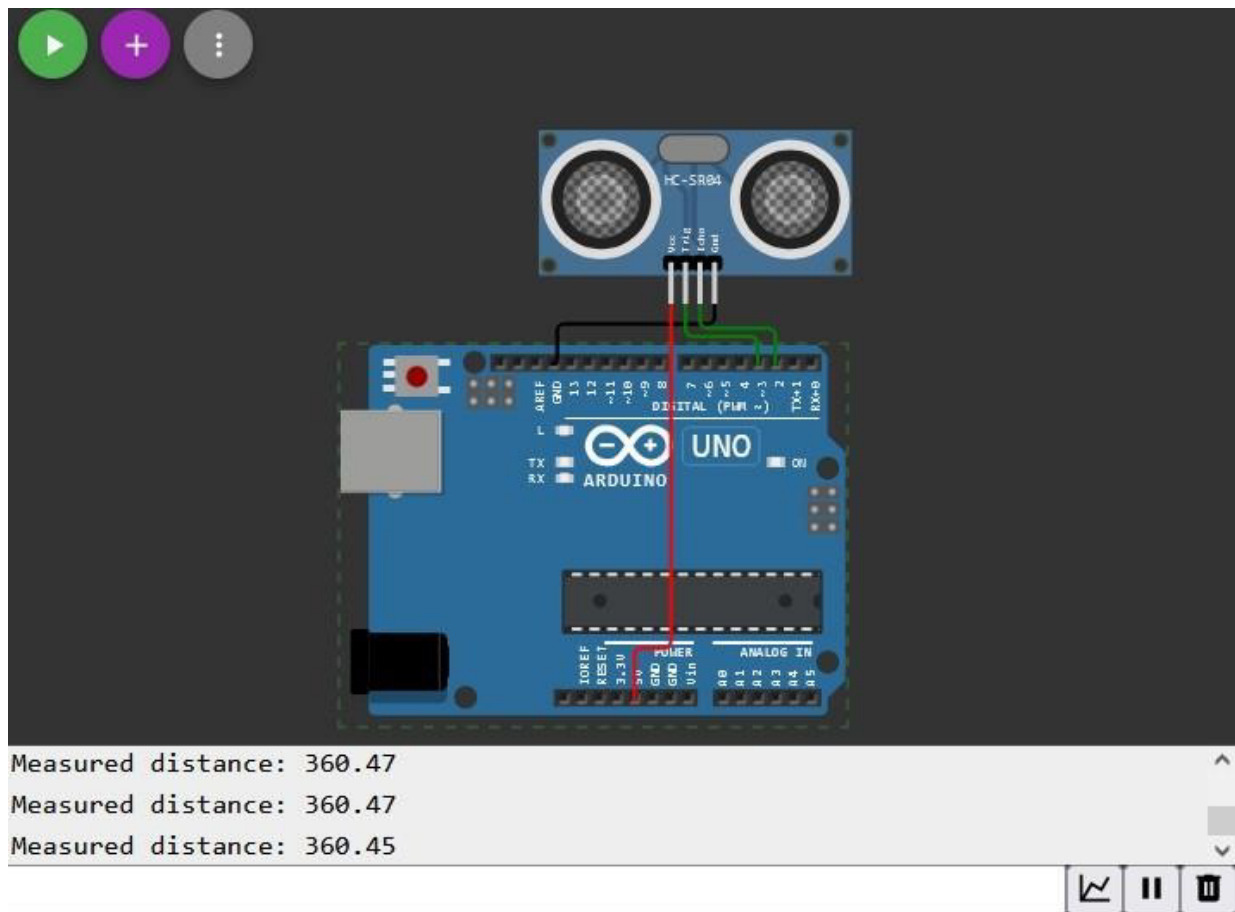 HC-SR04
Vcc
Trig
Echo
Gnd
AREF
GND
13
12
~11
~10
~9
8
7
~6
~5
4
~3
2
TX→1
RX←0
DIGITAL (PWM ~)
L
TX
RX
UNO
ON
ARDUINO
IOREF
RESET
3.3V
5V
GND
GND
Vin
POWER
ANALOG IN
A0
A1
A2
A3
A4
A5
Measured distance: 360.47
Measured distance: 360.47
Measured distance: 360.45